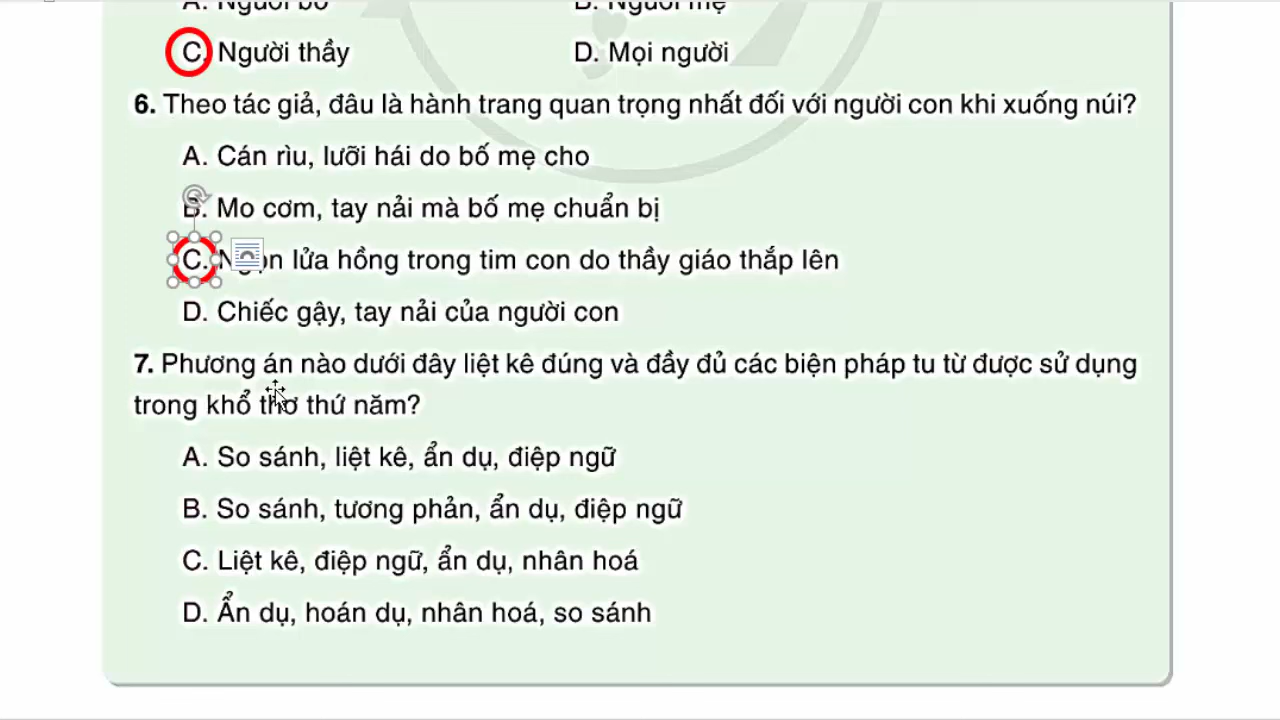 A. Người bố
D. Người mẹ
C. Người thầy
D. Mọi người
6. Theo tác giả, đâu là hành trang quan trọng nhất đối với người con khi xuống núi?
A. Cán rìu, lưỡi hái do bố mẹ cho
B. Mo cơm, tay nải mà bố mẹ chuẩn bị
C. Ngọn lửa hồng trong tim con do thầy giáo thắp lên
D. Chiếc gậy, tay nải của người con
7. Phương án nào dưới đây liệt kê đúng và đầy đủ các biện pháp tu từ được sử dụng
trong khổ thơ thứ năm?
A. So sánh, liệt kê, ẩn dụ, điệp ngữ
B. So sánh, tương phản, ẩn dụ, điệp ngữ
C. Liệt kê, điệp ngữ, ẩn dụ, nhân hoá
D. Ẩn dụ, hoán dụ, nhân hoá, so sánh